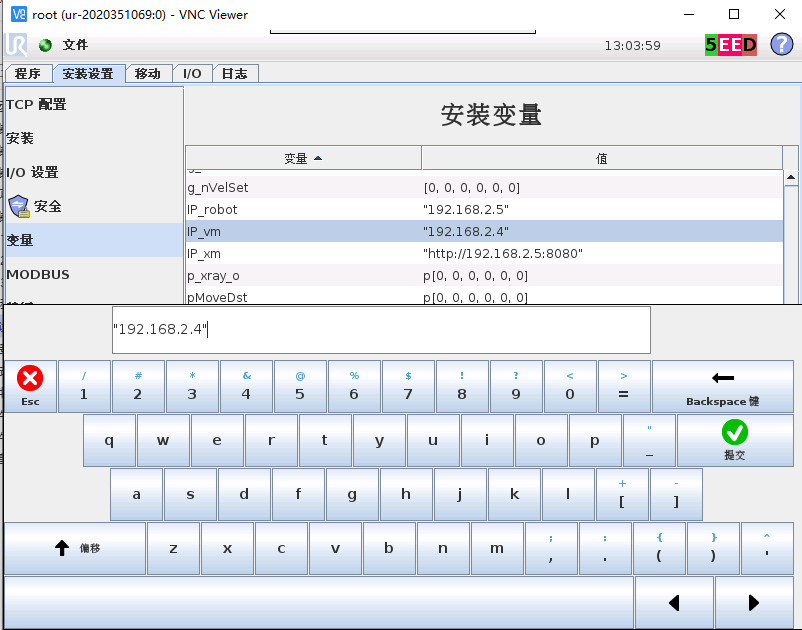 root (ur-2020351069:0) - VNC Viewer
文件
13:03:59
5EED
?
程序 安装设置 移动 I/O 日志
TCP 配置
安装
I/O 设置
安全
变量
MODBUS
安装变量
变量 值
g_nVelSet [0, 0, 0, 0, 0, 0]
IP_robot "192.168.2.5"
IP_vm "192.168.2.4"
IP_xm "http://192.168.2.5:8080"
p_xray_o p[0, 0, 0, 0, 0, 0]
pMoveDst p[0, 0, 0, 0, 0, 0]
"192.168.2.4"
/ # * & @ % $ ! ? < >
Esc 1 2 3 4 5 6 7 8 9 0 = Backspace 键
q w e r t y u i o p " _ 提交
a s d f g h j k l + [ - ]
偏移 z x c v b n m ; , : . { ( } ) ^ '